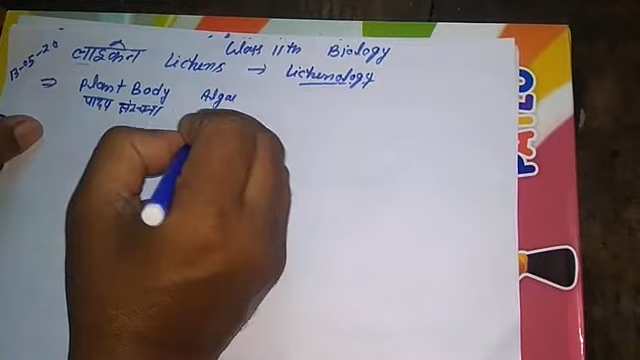 Class 11th Biology
13-05-20 लाइकेन Lichens → Lichenology
⇒ Plant Body Algae
पादप संरचना